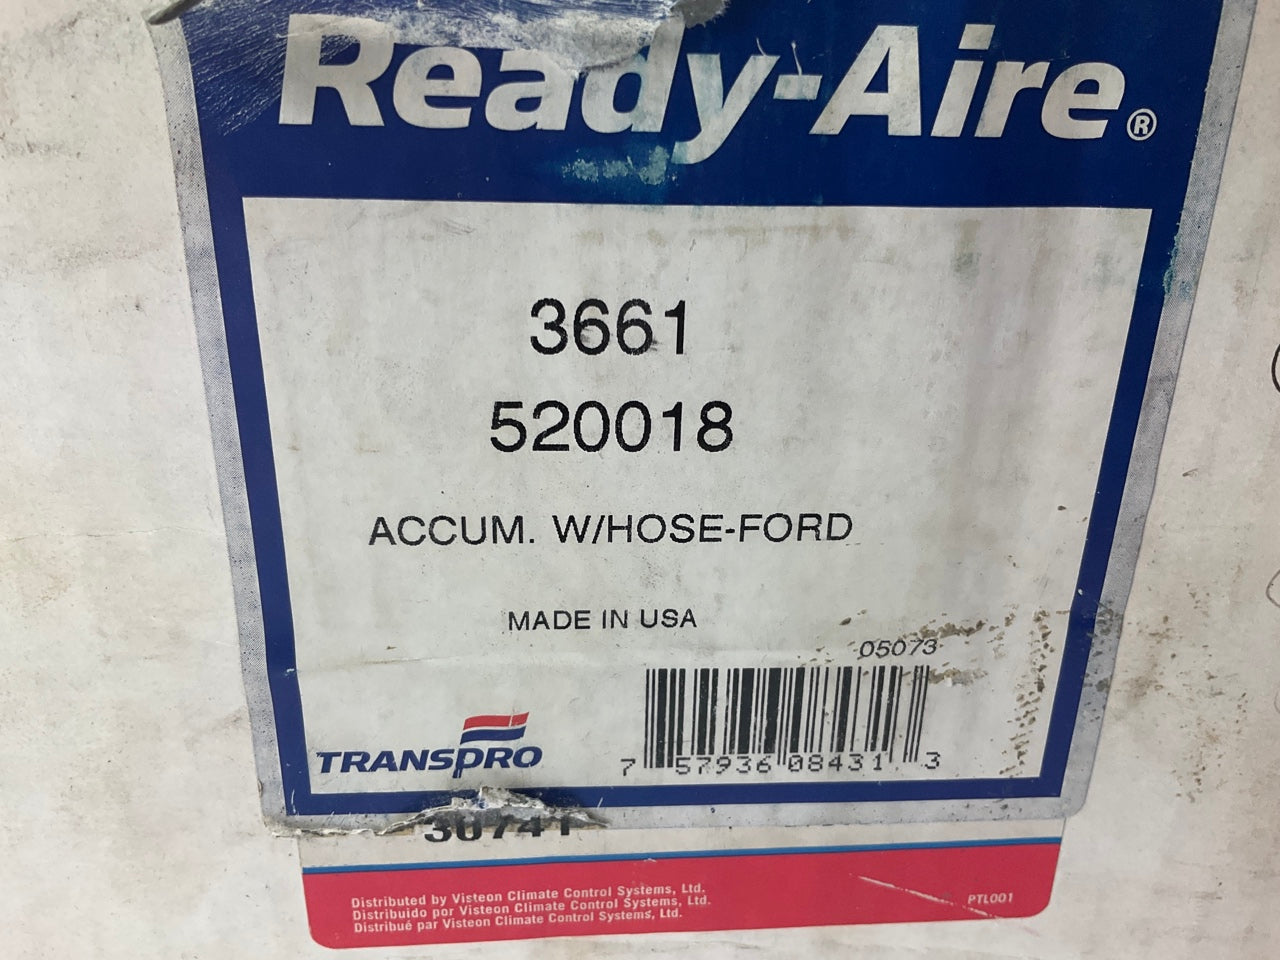 Ready-Aire®
3661
520018
ACCUM. W/HOSE-FORD
MADE IN USA
05073
TRANSPRO
7 57936 08431 3
30741
Distributed by Visteon Climate Control Systems, Ltd.
Distribuido por Visteon Climate Control Systems, Ltd.
Distribué par Visteon Climate Control Systems, Ltd.
PTL001